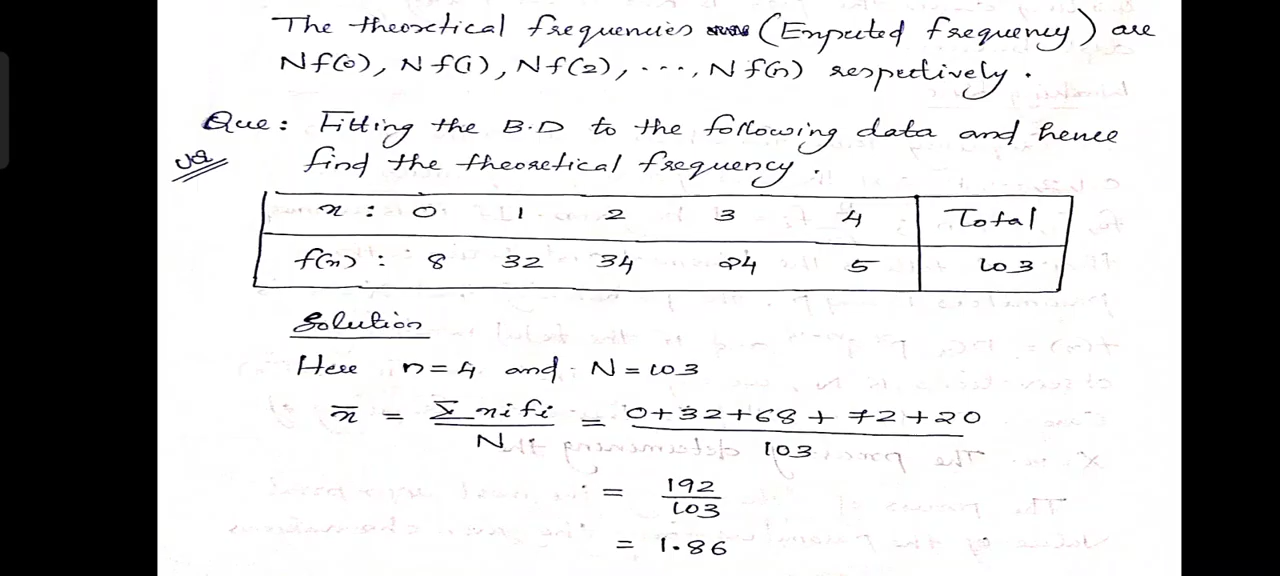 The theoretical frequencies (Expected frequency) are
Nf(0), Nf(1), Nf(2), ..., Nf(n) respectively.
Que: Fitting the B.D to the following data and hence
find the theoretical frequency.
x : 0 1 2 3 4 Total
f(x) : 8 32 34 24 5 103
Solution
Here n = 4 and N = 103
x̄ = Σ xi fi / N = 0+32+68+72+20 / 103
= 192 / 103
= 1.86